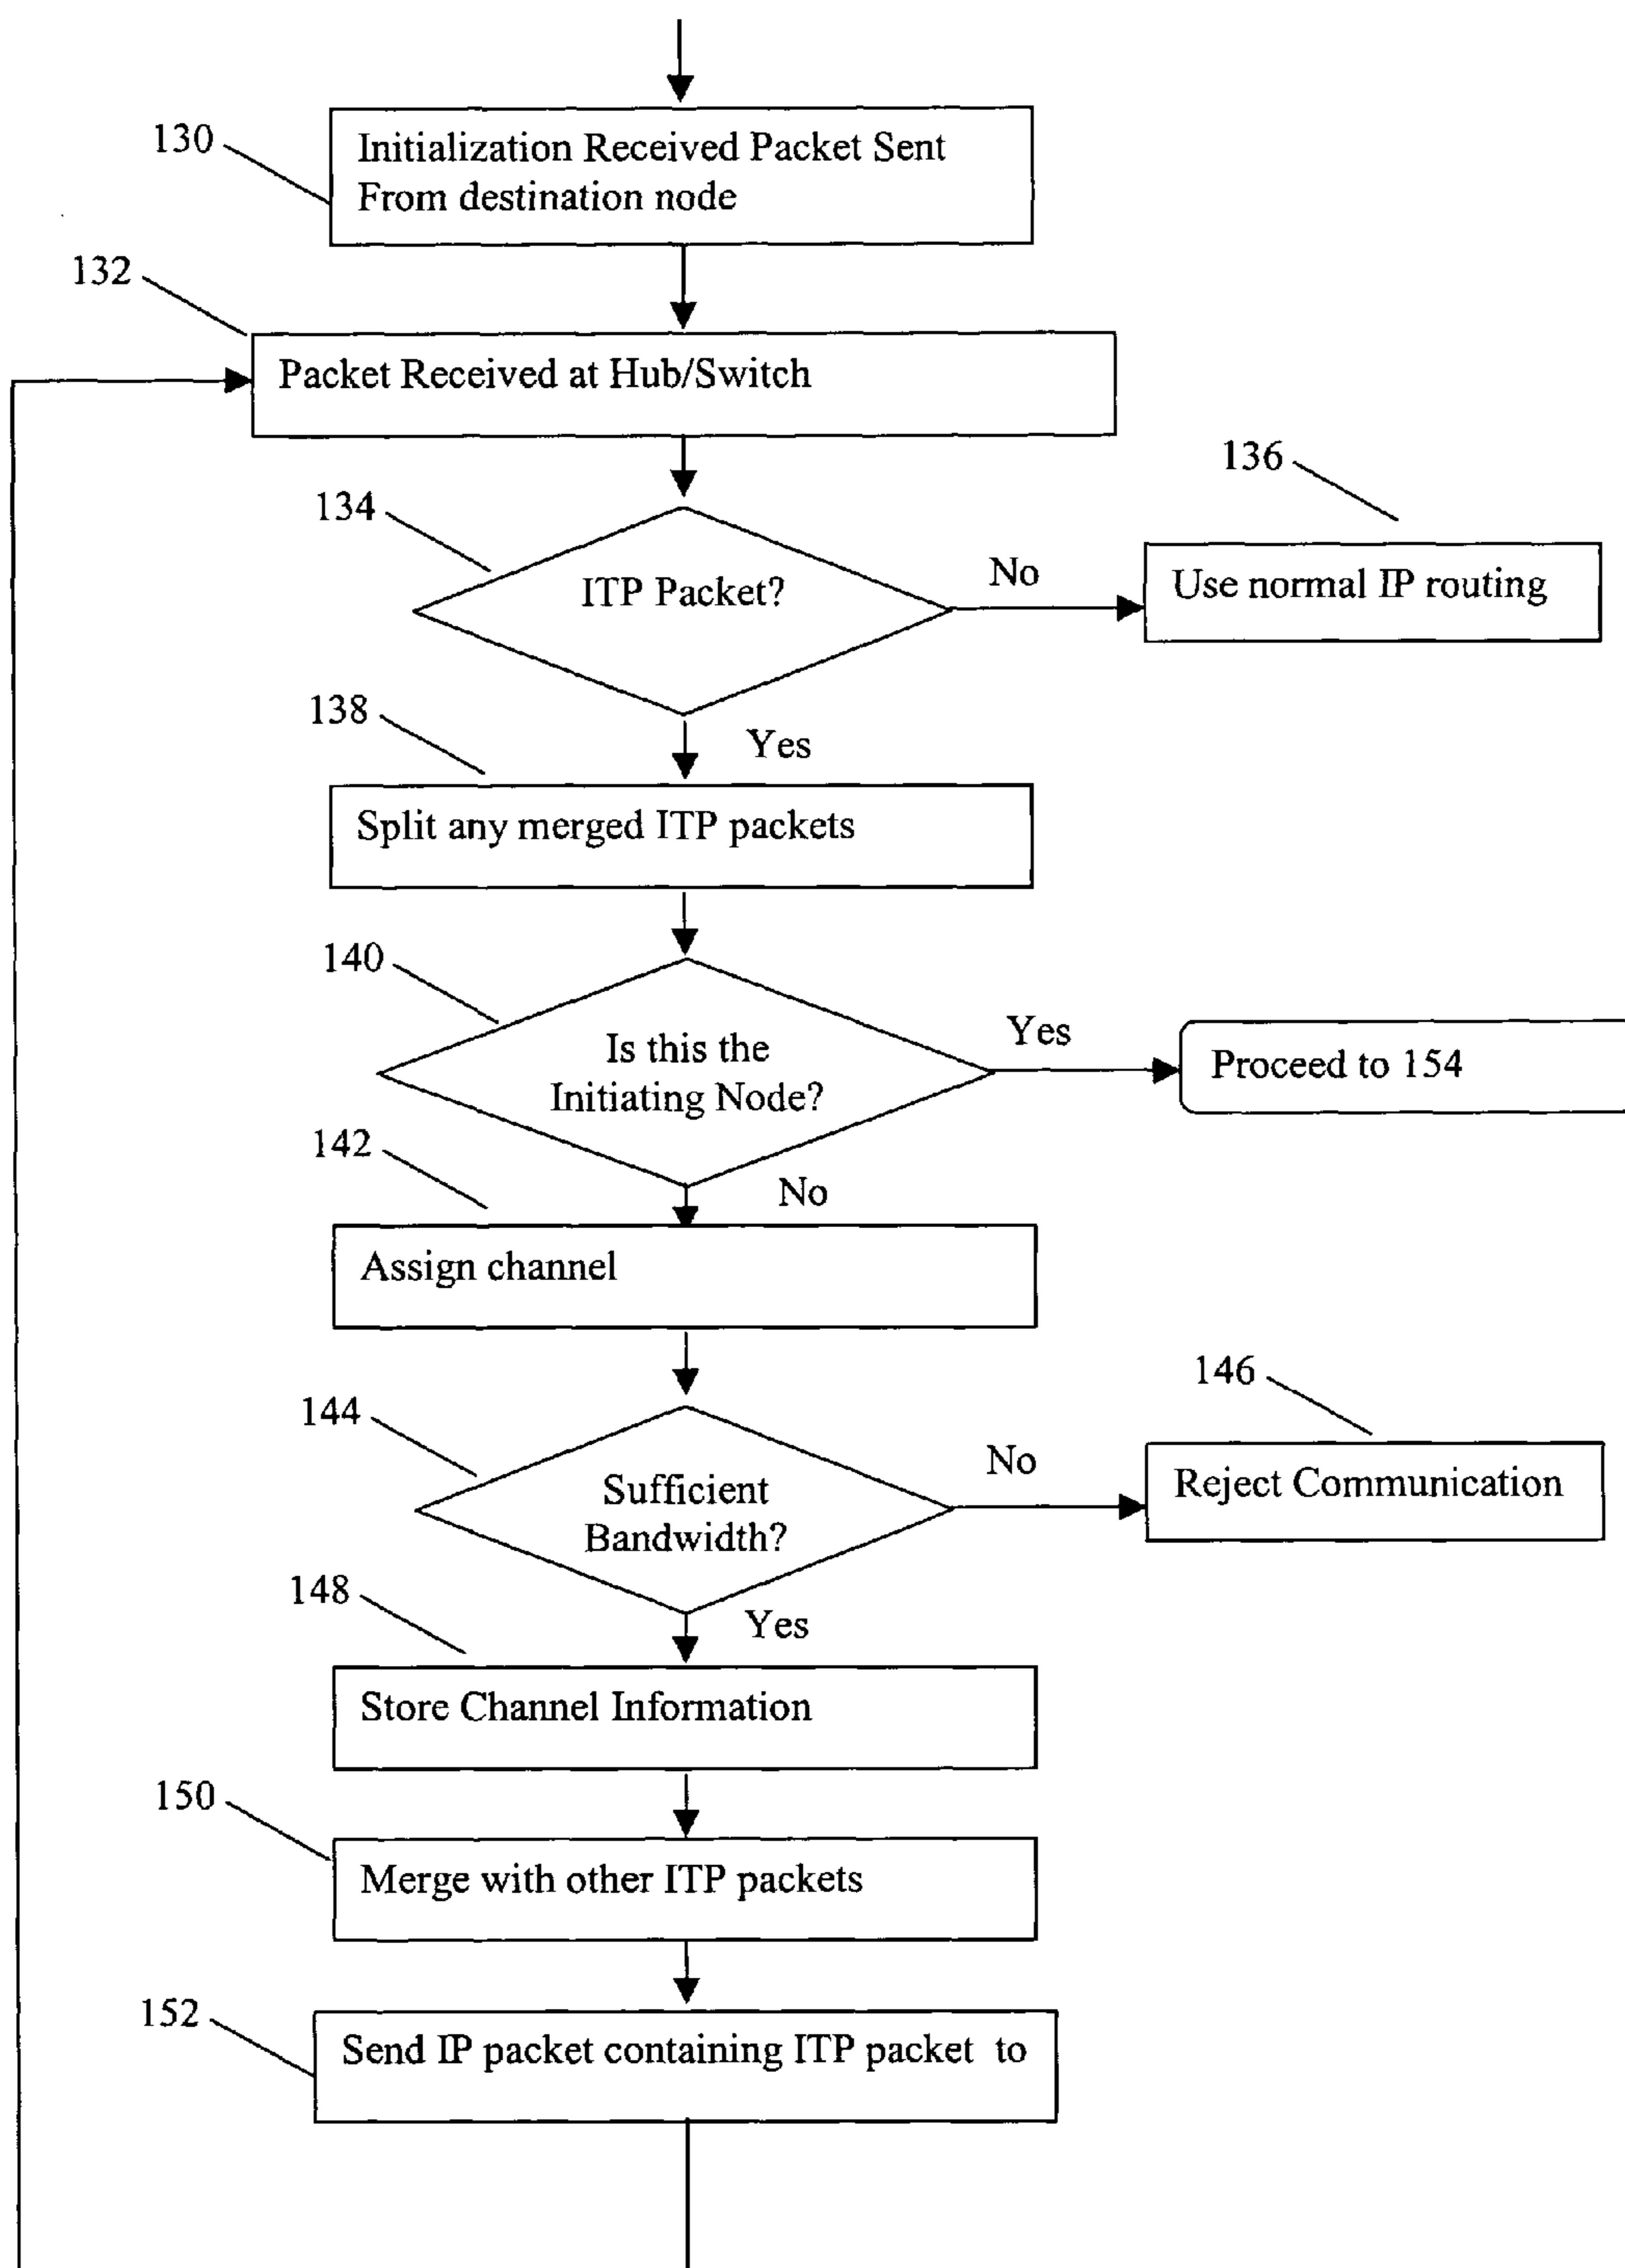 130
Initialization Received Packet Sent
From destination node
132
Packet Received at Hub/Switch
134
ITP Packet?
No
136
Use normal IP routing
Yes
138
Split any merged ITP packets
140
Is this the
Initiating Node?
Yes
Proceed to 154
No
142
Assign channel
144
Sufficient
Bandwidth?
No
146
Reject Communication
Yes
148
Store Channel Information
150
Merge with other ITP packets
152
Send IP packet containing ITP packet to